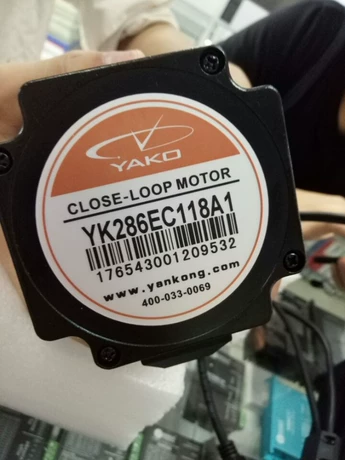 YAKO
CLOSE-LOOP MOTOR
YK286EC118A1
176543001209532
www.yankong.com
400-033-0069